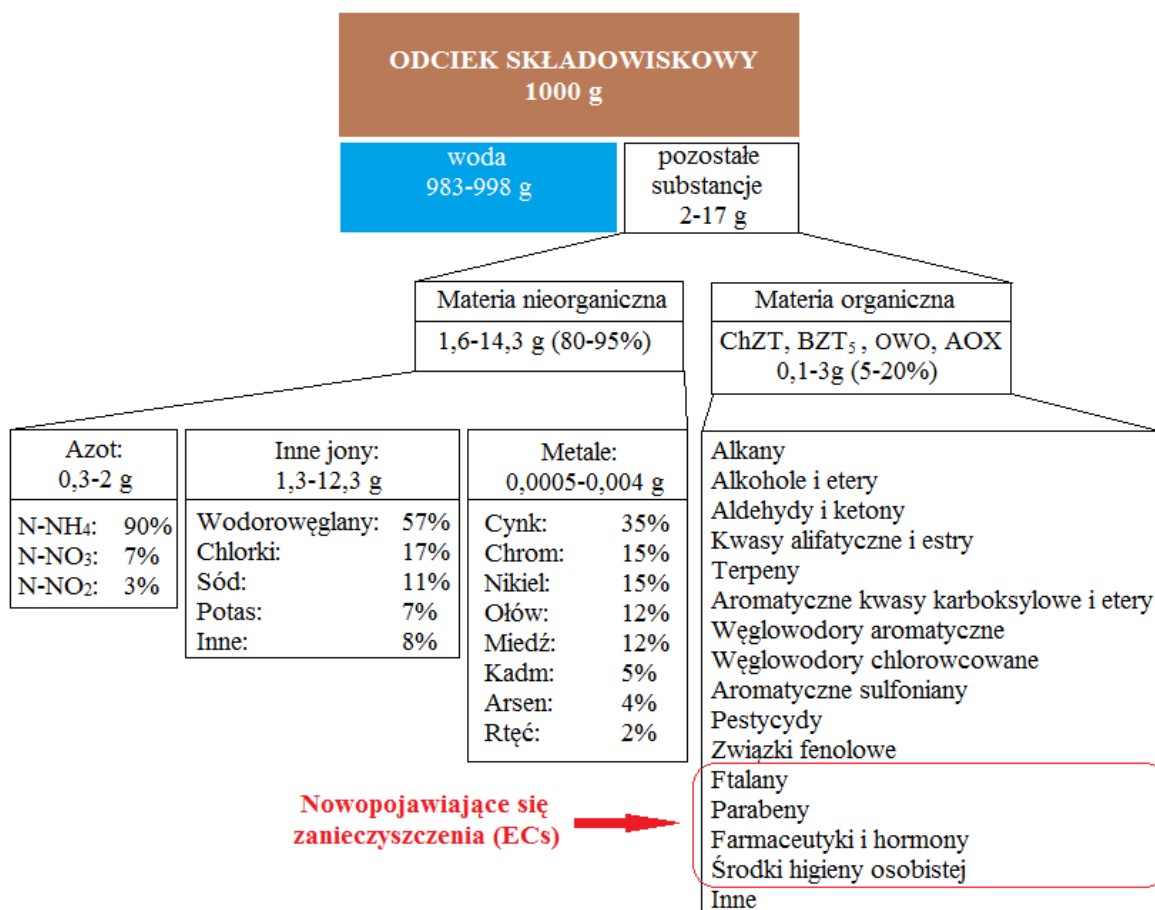 ODCIEK SKŁADOWISKOWY
1000 g
woda
983-998 g
pozostałe
substancje
2-17 g
Materia nieorganiczna
1,6-14,3 g (80-95%)
Materia organiczna
ChZT, BZT₅ , OWO, AOX
0,1-3g (5-20%)
Azot:
0,3-2 g
N-NH₄: 90%
N-NO₃: 7%
N-NO₂: 3%
Inne jony:
1,3-12,3 g
Wodorowęglany: 57%
Chlorki: 17%
Sód: 11%
Potas: 7%
Inne: 8%
Metale:
0,0005-0,004 g
Cynk: 35%
Chrom: 15%
Nikiel: 15%
Ołów: 12%
Miedź: 12%
Kadm: 5%
Arsen: 4%
Rtęć: 2%
Alkany
Alkohole i etery
Aldehydy i ketony
Kwasy alifatyczne i estry
Terpeny
Aromatyczne kwasy karboksylowe i etery
Węglowodory aromatyczne
Węglowodory chlorowcowane
Aromatyczne sulfoniany
Pestycydy
Związki fenolowe
Ftalany
Parabeny
Farmaceutyki i hormony
Środki higieny osobistej
Inne
Nowopojawiające się
zanieczyszczenia (ECs)